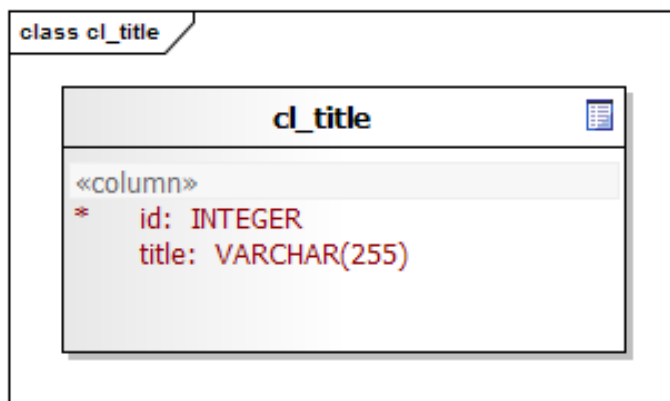 class cl_title
cl_title
«column»
* id: INTEGER
title: VARCHAR(255)